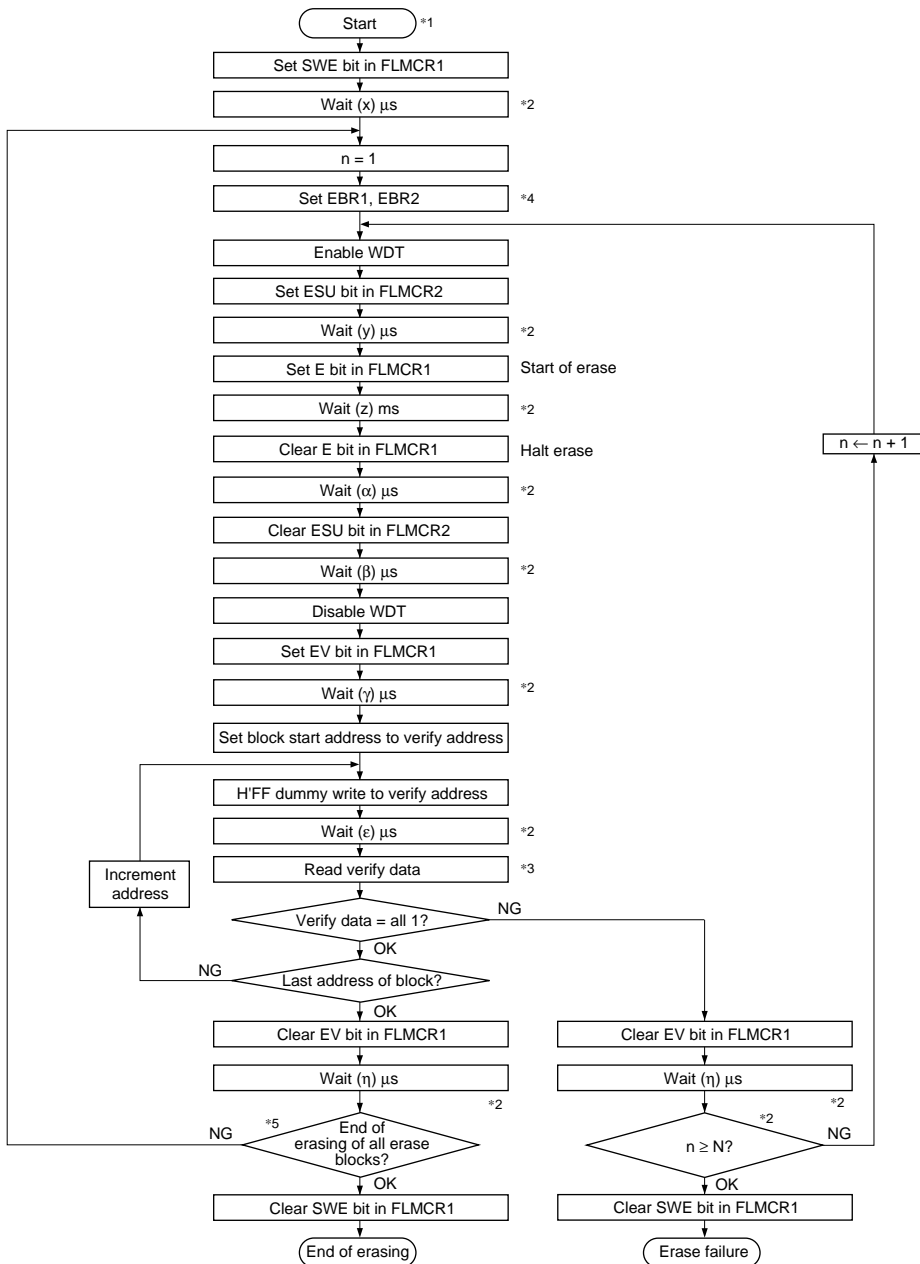 Start *1
Set SWE bit in FLMCR1
Wait (x) μs *2
n = 1
Set EBR1, EBR2 *4
Enable WDT
Set ESU bit in FLMCR2
Wait (y) μs *2
Set E bit in FLMCR1 Start of erase
Wait (z) ms *2
Clear E bit in FLMCR1 Halt erase
n ← n + 1
Wait (α) μs *2
Clear ESU bit in FLMCR2
Wait (β) μs *2
Disable WDT
Set EV bit in FLMCR1
Wait (γ) μs *2
Set block start address to verify address
H'FF dummy write to verify address
Wait (ε) μs *2
Increment
address
Read verify data *3
Verify data = all 1? NG
OK
NG Last address of block?
OK
Clear EV bit in FLMCR1
Wait (η) μs
*2
NG *5 End of
erasing of all erase
blocks?
OK
Clear SWE bit in FLMCR1
End of erasing
Clear EV bit in FLMCR1
Wait (η) μs
*2
*2
n ≥ N? NG
OK
Clear SWE bit in FLMCR1
Erase failure